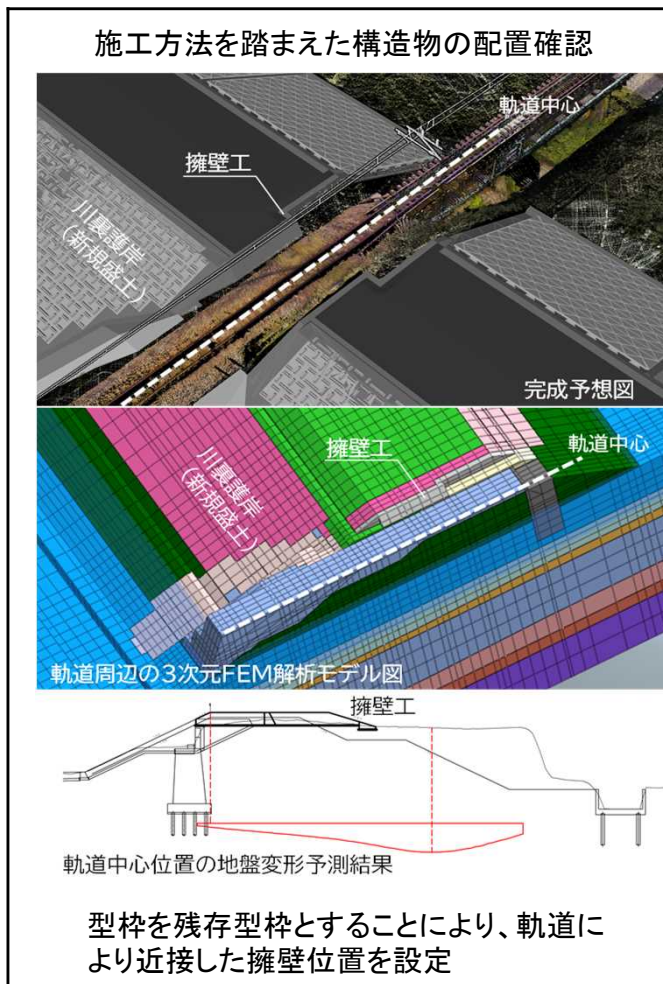 施工方法を踏まえた構造物の配置確認
軌道中心
擁壁工
川裏護岸
(新規盛土)
完成予想図
軌道中心
擁壁工
川裏護岸
(新規盛土)
軌道周辺の3次元FEM解析モデル図
擁壁工
軌道中心位置の地盤変形予測結果
型枠を残存型枠とすることにより、軌道に
より近接した擁壁位置を設定